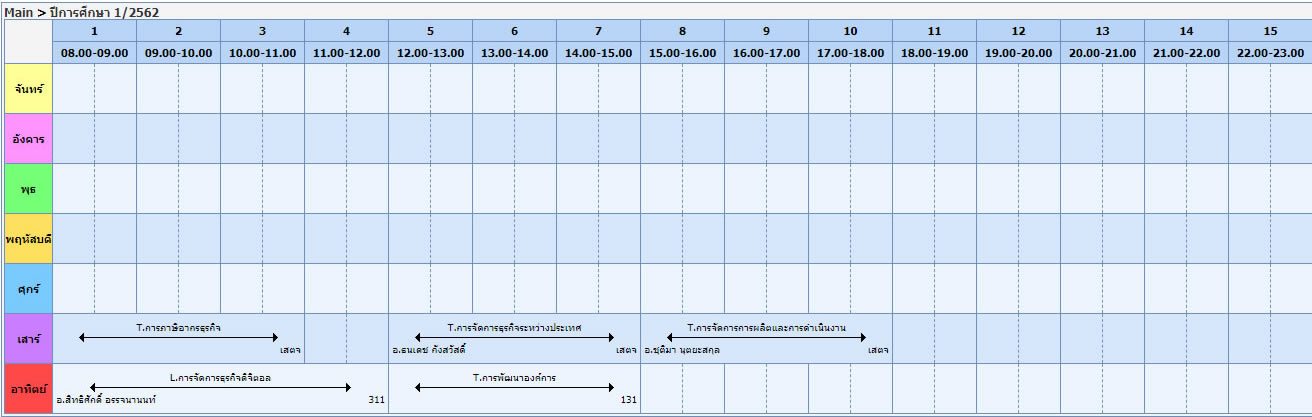 Main > ปีการศึกษา 1/2562
1 2 3 4 5 6 7 8 9 10 11 12 13 14 15
08.00-09.00 09.00-10.00 10.00-11.00 11.00-12.00 12.00-13.00 13.00-14.00 14.00-15.00 15.00-16.00 16.00-17.00 17.00-18.00 18.00-19.00 19.00-20.00 20.00-21.00 21.00-22.00 22.00-23.00
จันทร์
อังคาร
พุธ
พฤหัสบดี
ศุกร์
เสาร์
T.การภาษีอากรธุรกิจ T.การจัดการธุรกิจระหว่างประเทศ T.การจัดการการผลิตและการดำเนินงาน
เสตจ อ.ธนเดช กังสวัสดิ์ เสตจ อ.ชุติมา นุตยะสกุล เสตจ
อาทิตย์
L.การจัดการธุรกิจดิจิตอล T.การพัฒนาองค์การ
อ.สิทธิศักดิ์ อรรจนานนท์ 311 131